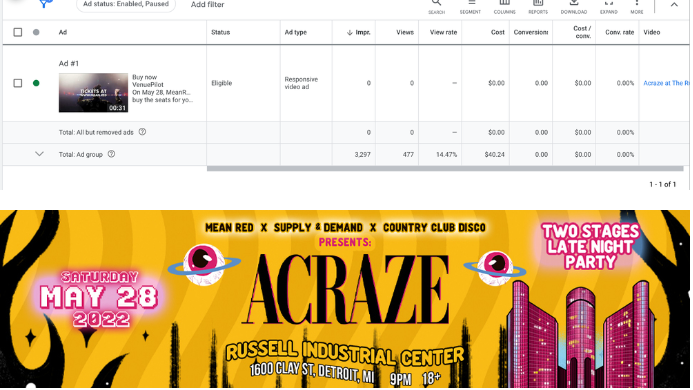 Ad status: Enabled, Paused Add filter
SEARCH SEGMENT COLUMNS REPORTS DOWNLOAD EXPAND MORE
Ad Status Ad type Impr. Views View rate Cost Conversions Cost / conv. Conv. rate Video
Ad #1
Buy now
VenuePilot
On May 28, MeanR...
buy the seats for yo...
TICKETS AT
00:31
Eligible Responsive video ad 0 0 — $0.00 0.00 $0.00 0.00% Acraze at The R
Total: All but removed ads 0 0 — $0.00 0.00 $0.00 0.00%
Total: Ad group 3,297 477 14.47% $40.24 0.00 $0.00 0.00%
1 - 1 of 1
MEAN RED X SUPPLY & DEMAND X COUNTRY CLUB DISCO
PRESENTS:
ACRAZE
SATURDAY
MAY 28
2022
TWO STAGES
LATE NIGHT
PARTY
RUSSELL INDUSTRIAL CENTER
1600 CLAY ST, DETROIT, MI 9PM 18+